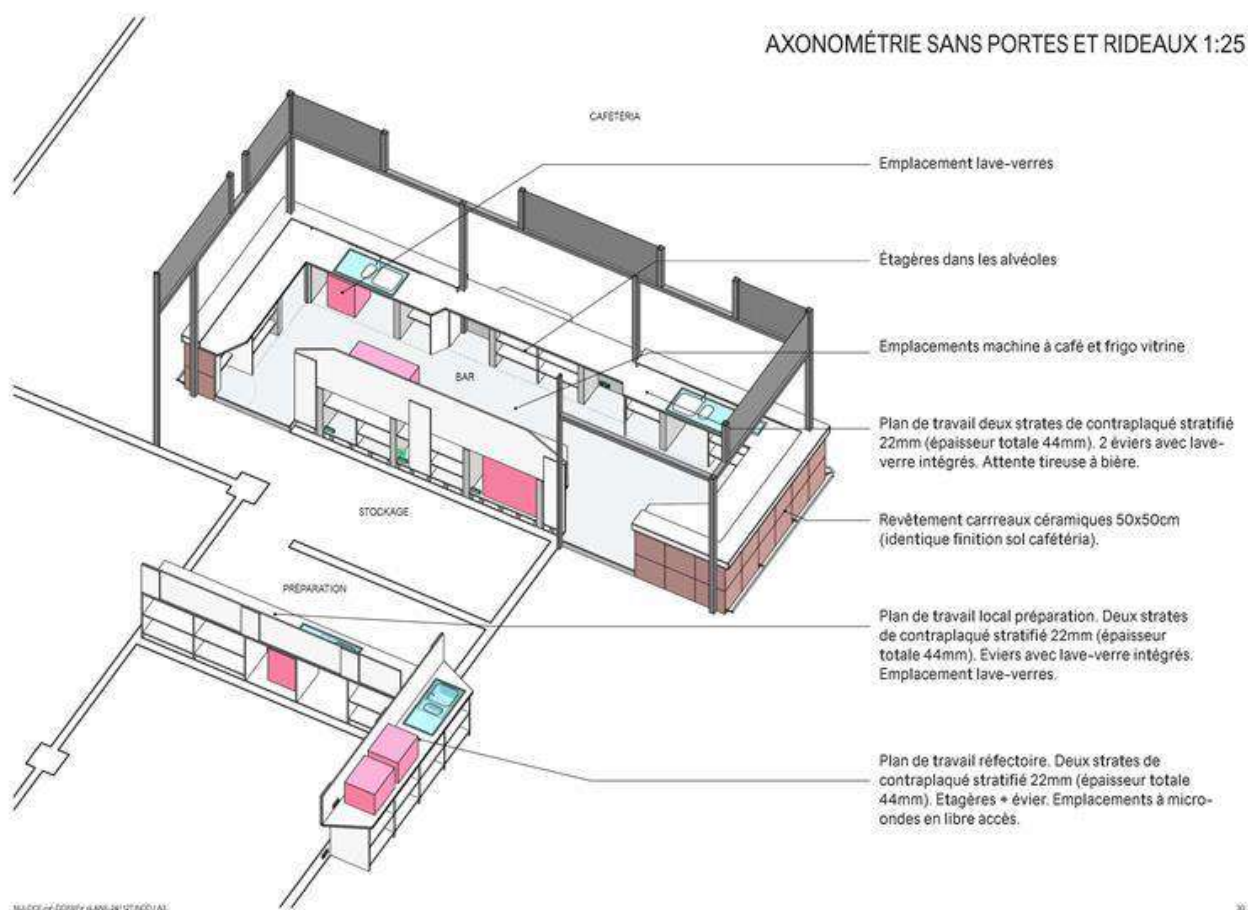 AXONOMÉTRIE SANS PORTES ET RIDEAUX 1:25
CAFÉTÉRIA
Emplacement lave-verres
Étagères dans les alvéoles
Emplacements machine à café et frigo vitrine
BAR
Plan de travail deux strates de contraplaqué stratifié
22mm (épaisseur totale 44mm). 2 éviers avec lave-
verre intégrés. Attente tireuse à bière.
STOCKAGE
Revêtement carrreaux céramiques 50x50cm
(identique finition sol cafétéria).
PRÉPARATION
Plan de travail local préparation. Deux strates
de contraplaqué stratifié 22mm (épaisseur
totale 44mm). Eviers avec lave-verre intégrés.
Emplacement lave-verres.
Plan de travail réfectoire. Deux strates de
contraplaqué stratifié 22mm (épaisseur totale
44mm). Etagères + évier. Emplacements à micro-
ondes en libre accès.